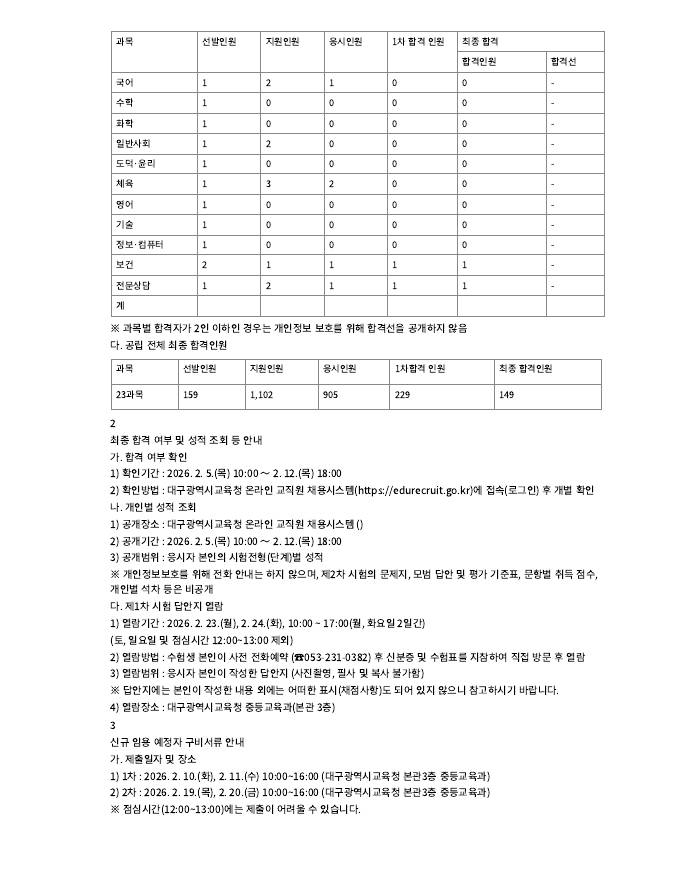 과목 선발인원 지원인원 응시인원 1차 합격 인원 최종 합격
합격인원 합격선
국어 1 2 1 0 0 -
수학 1 0 0 0 0 -
화학 1 0 0 0 0 -
일반사회 1 2 0 0 0 -
도덕·윤리 1 0 0 0 0 -
체육 1 3 2 0 0 -
영어 1 0 0 0 0 -
기술 1 0 0 0 0 -
정보·컴퓨터 1 0 0 0 0 -
보건 2 1 1 1 1 -
전문상담 1 2 1 1 1 -
계
※ 과목별 합격자가 2인 이하인 경우는 개인정보 보호를 위해 합격선을 공개하지 않음
다. 공립 전체 최종 합격인원
과목 선발인원 지원인원 응시인원 1차합격 인원 최종 합격인원
23과목 159 1,102 905 229 149
2
최종 합격 여부 및 성적 조회 등 안내
가. 합격 여부 확인
1) 확인기간 : 2026. 2. 5.(목) 10:00 ～ 2. 12.(목) 18:00
2) 확인방법 : 대구광역시교육청 온라인 교직원 채용시스템(https://edurecruit.go.kr)에 접속(로그인) 후 개별 확인
나. 개인별 성적 조회
1) 공개장소 : 대구광역시교육청 온라인 교직원 채용시스템 ()
2) 공개기간 : 2026. 2. 5.(목) 10:00 ～ 2. 12.(목) 18:00
3) 공개범위 : 응시자 본인의 시험전형(단계)별 성적
※ 개인정보보호를 위해 전화 안내는 하지 않으며, 제2차 시험의 문제지, 모범 답안 및 평가 기준표, 문항별 취득 점수,
개인별 석차 등은 비공개
다. 제1차 시험 답안지 열람
1) 열람기간 : 2026. 2. 23.(월), 2. 24.(화), 10:00 ~ 17:00(월, 화요일 2일간)
(토, 일요일 및 점심시간 12:00~13:00 제외)
2) 열람방법 : 수험생 본인이 사전 전화예약 (☎053-231-0382) 후 신분증 및 수험표를 지참하여 직접 방문 후 열람
3) 열람범위 : 응시자 본인이 작성한 답안지 (사진촬영, 필사 및 복사 불가함)
※ 답안지에는 본인이 작성한 내용 외에는 어떠한 표시(채점사항)도 되어 있지 않으니 참고하시기 바랍니다.
4) 열람장소 : 대구광역시교육청 중등교육과(본관 3층)
3
신규 임용 예정자 구비서류 안내
가. 제출일자 및 장소
1) 1차 : 2026. 2. 10.(화), 2. 11.(수) 10:00~16:00 (대구광역시교육청 본관3층 중등교육과)
2) 2차 : 2026. 2. 19.(목), 2. 20.(금) 10:00~16:00 (대구광역시교육청 본관3층 중등교육과)
※ 점심시간(12:00~13:00)에는 제출이 어려울 수 있습니다.